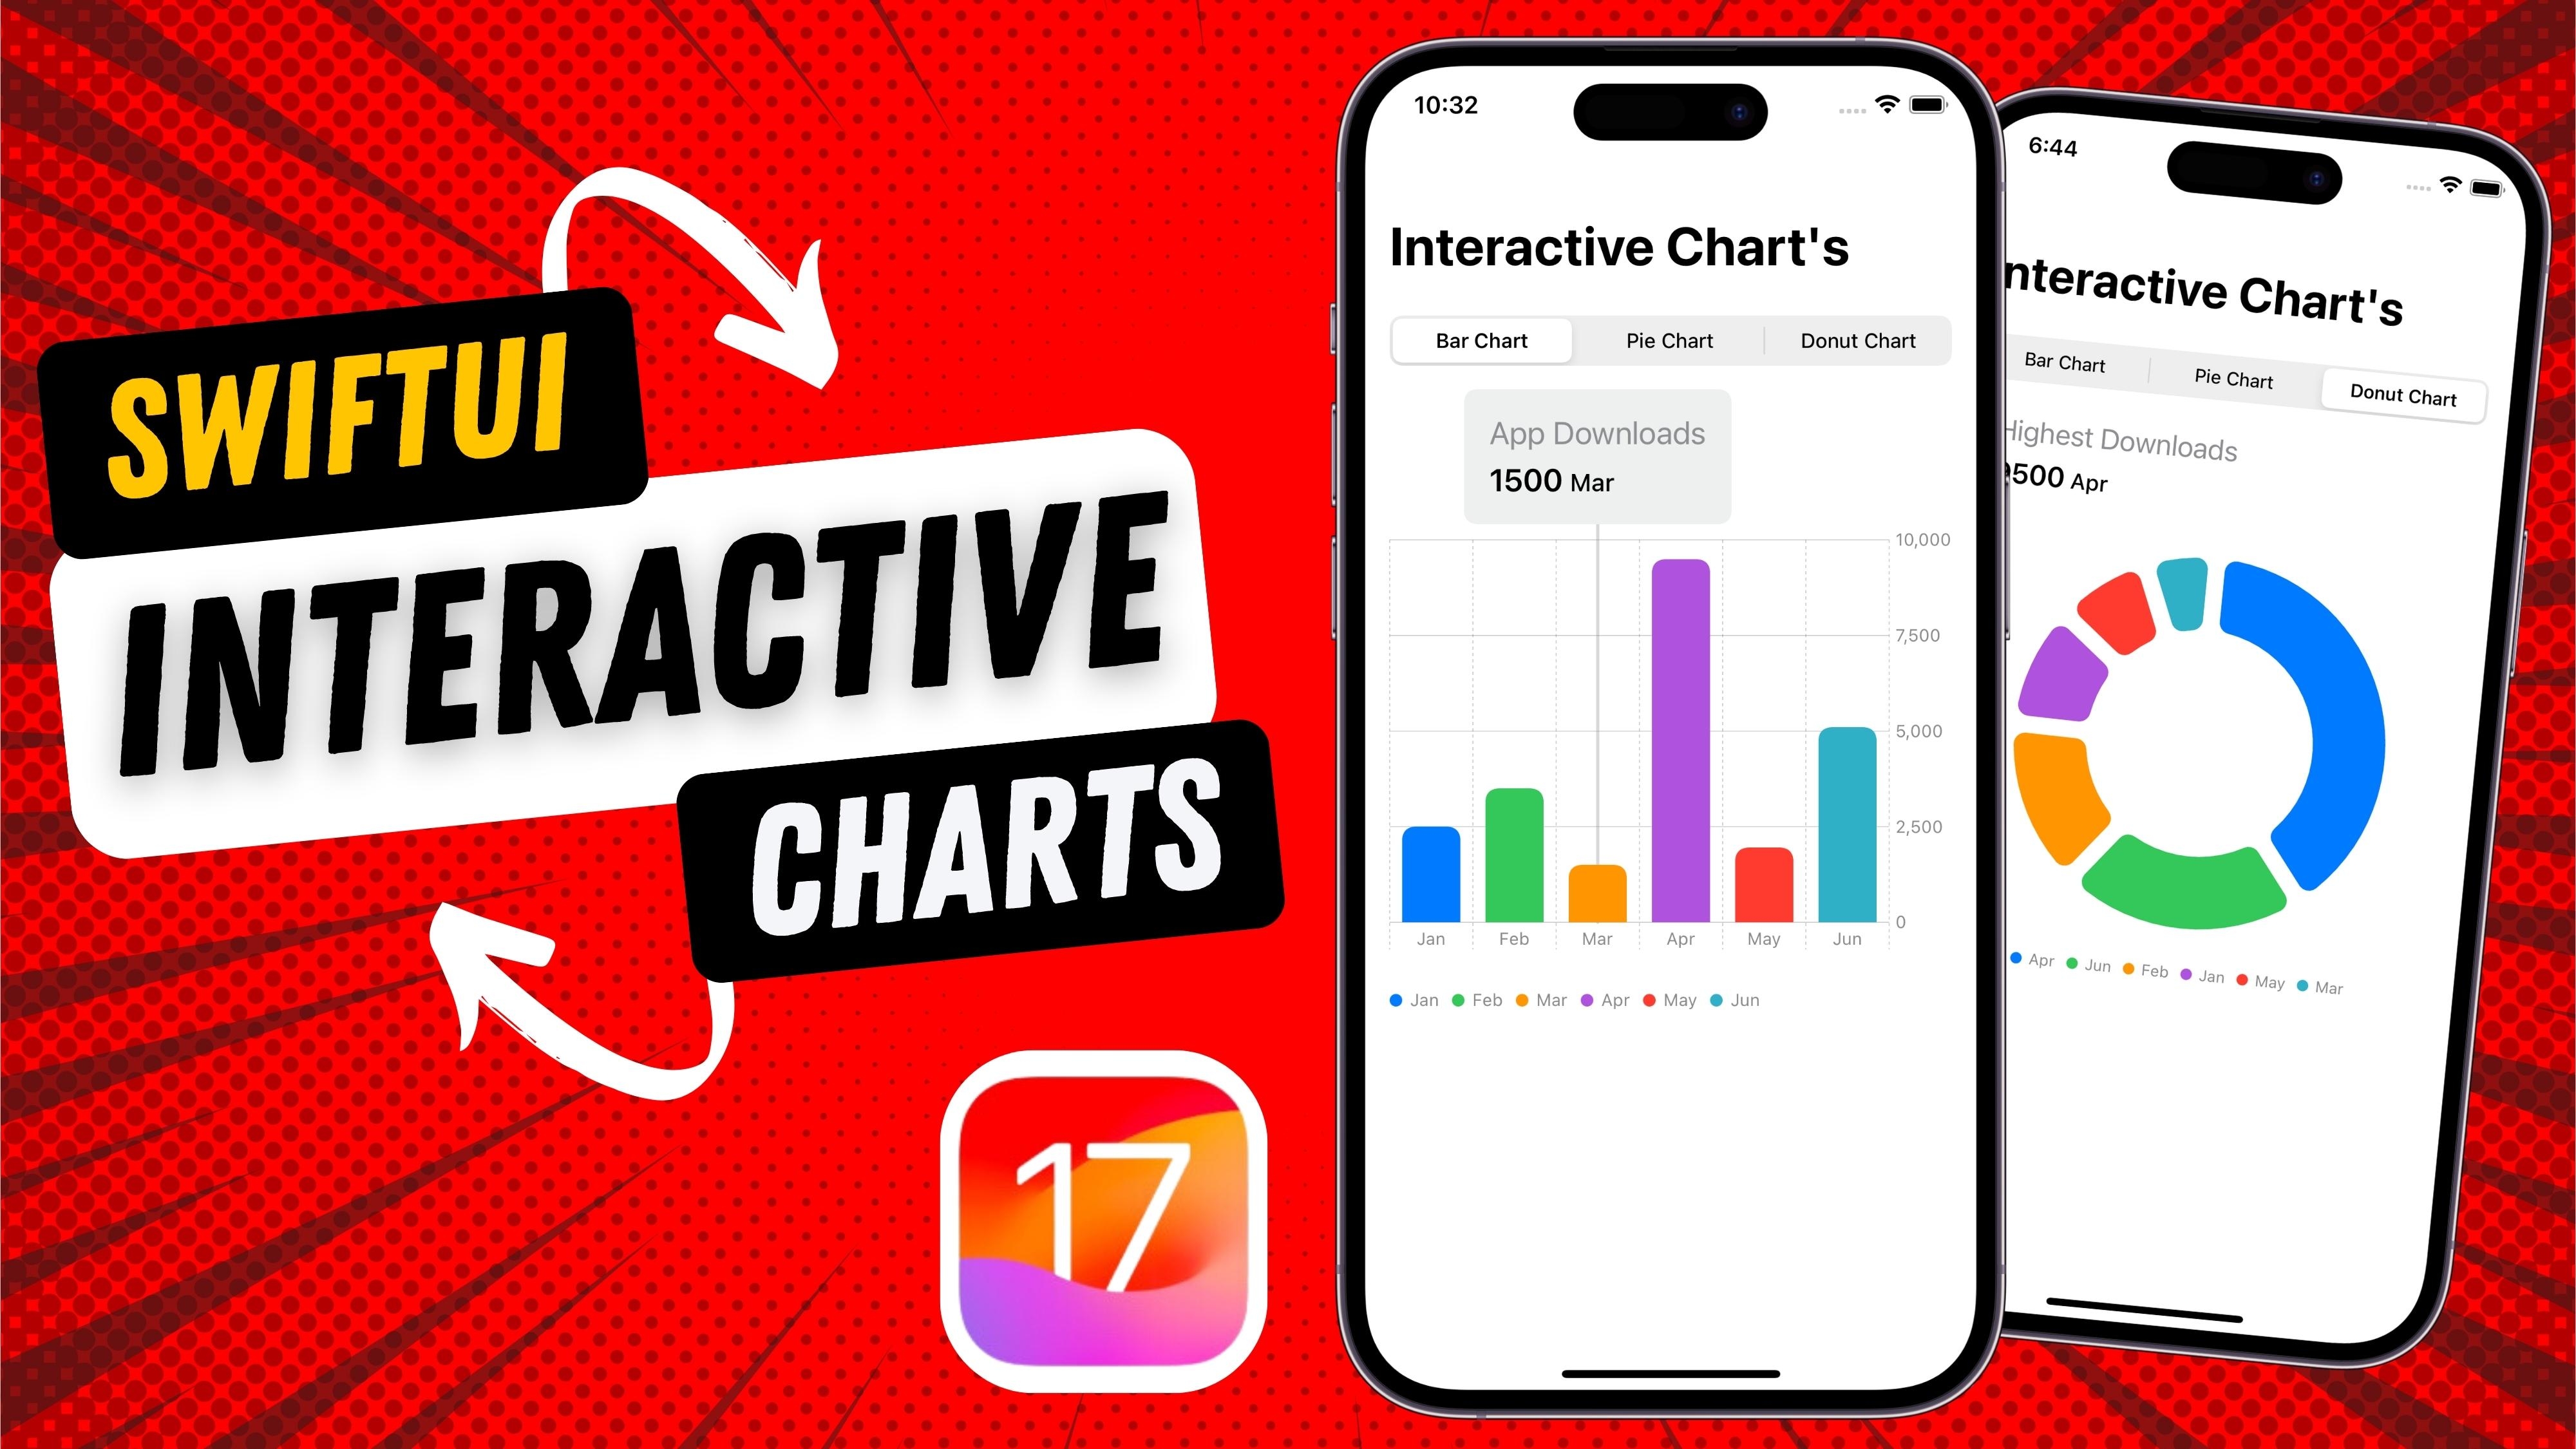 SWIFTUI
INTERACTIVE
CHARTS
17
10:32
Interactive Chart's
Bar Chart Pie Chart Donut Chart
App Downloads
1500 Mar
10,000
7,500
5,000
2,500
0
Jan Feb Mar Apr May Jun
Jan Feb Mar Apr May Jun
6:44
nteractive Chart's
Bar Chart Pie Chart Donut Chart
Highest Downloads
9500 Apr
Apr Jun Feb Jan May Mar